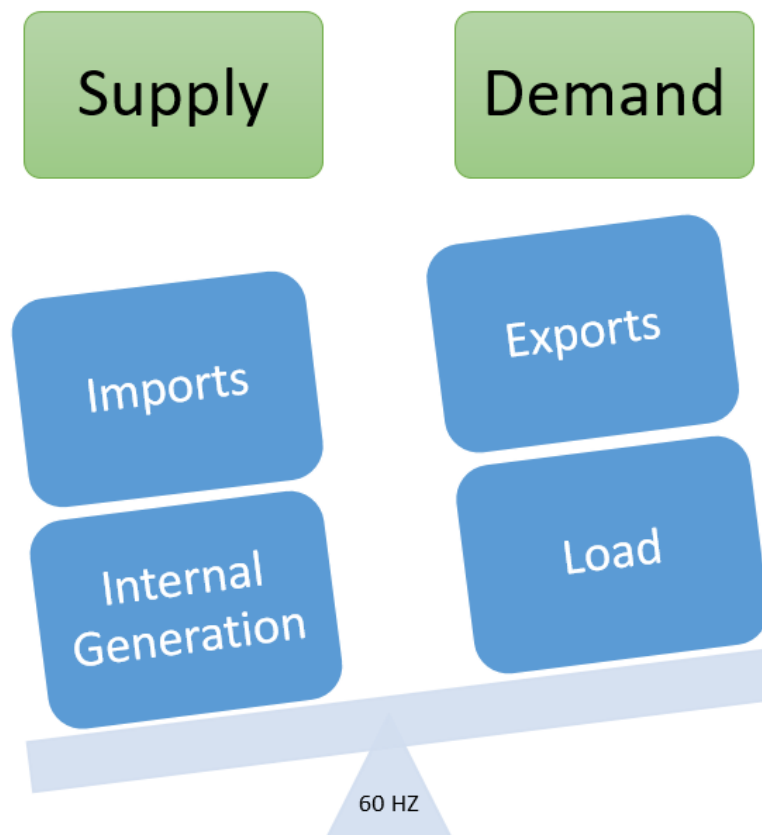 Supply
Demand
Imports
Exports
Internal
Generation
Load
60 HZ